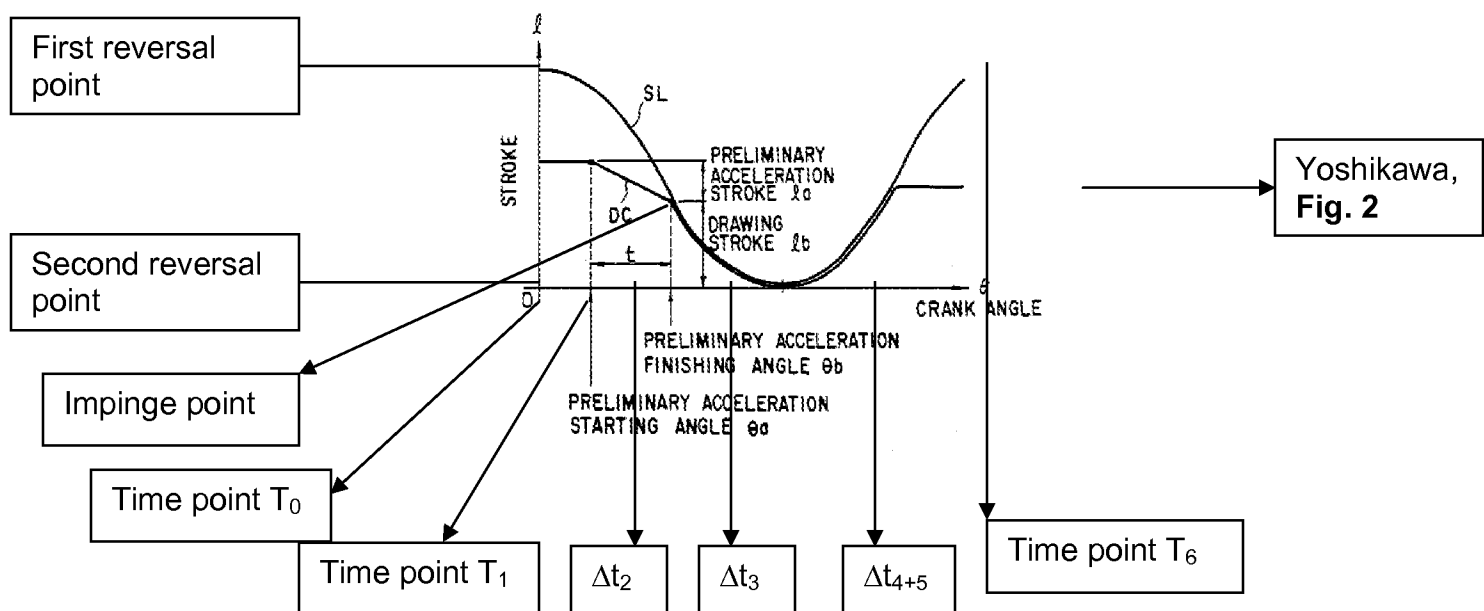 First reversal
point
ℓ
SL
STROKE
PRELIMINARY
ACCELERATION
STROKE ℓa
DC
DRAWING
STROKE ℓb
Yoshikawa,
Fig. 2
Second reversal
point
t
0
θ
CRANK ANGLE
PRELIMINARY ACCELERATION
FINISHING ANGLE θb
Impinge point
PRELIMINARY ACCELERATION
STARTING ANGLE θa
Time point T₀
Time point T₁
Δt₂
Δt₃
Δt₄₊₅
Time point T₆